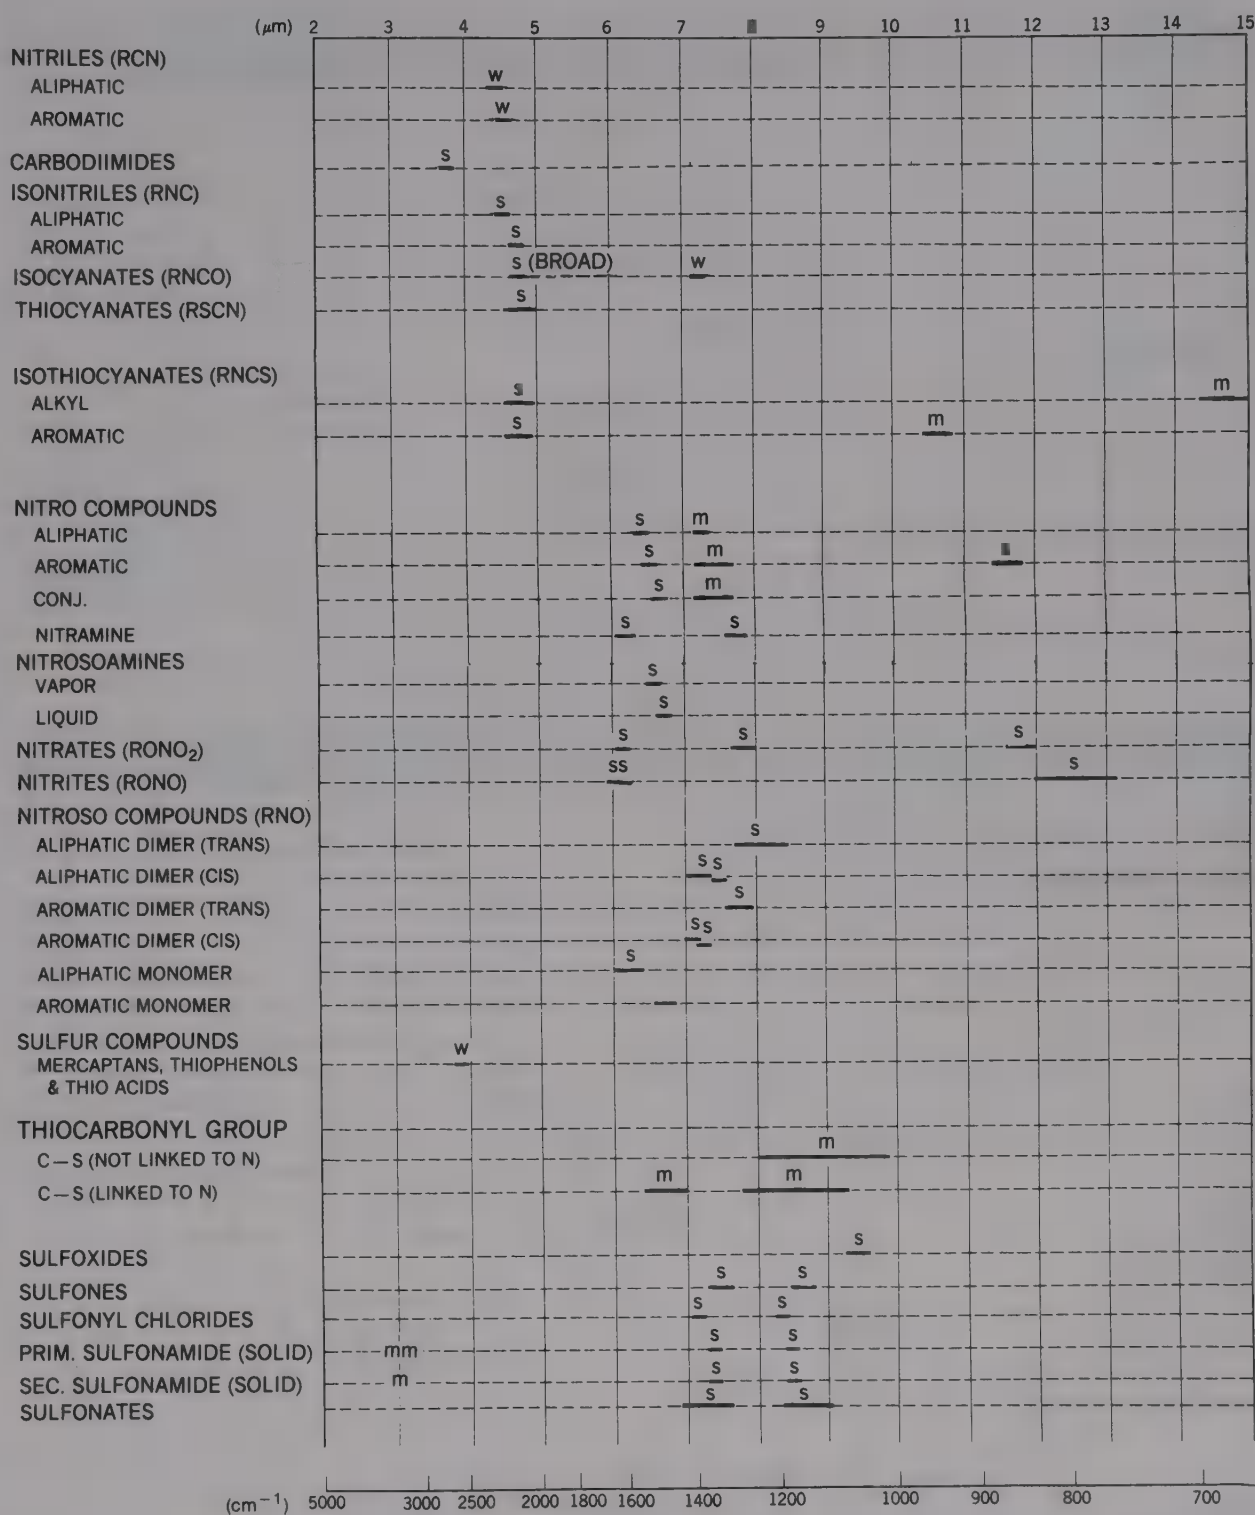 (μm) 2 3 4 5 6 7 9 10 11 12 13 14 15
NITRILES (RCN)
ALIPHATIC w
AROMATIC w
CARBODIIMIDES s
ISONITRILES (RNC)
ALIPHATIC s
AROMATIC s
ISOCYANATES (RNCO) s (BROAD) w
THIOCYANATES (RSCN) s
ISOTHIOCYANATES (RNCS)
ALKYL s m
AROMATIC s m
NITRO COMPOUNDS
ALIPHATIC s m
AROMATIC s m
CONJ. s m
NITRAMINE s s
NITROSOAMINES
VAPOR s
LIQUID s
NITRATES (RONO₂) s s s
NITRITES (RONO) ss s
NITROSO COMPOUNDS (RNO)
ALIPHATIC DIMER (TRANS) s
ALIPHATIC DIMER (CIS) s s
AROMATIC DIMER (TRANS) s
AROMATIC DIMER (CIS) s s
ALIPHATIC MONOMER s
AROMATIC MONOMER
SULFUR COMPOUNDS
MERCAPTANS, THIOPHENOLS w
& THIO ACIDS
THIOCARBONYL GROUP
C—S (NOT LINKED TO N) m
C—S (LINKED TO N) m m
SULFOXIDES s
SULFONES s s
SULFONYL CHLORIDES s s
PRIM. SULFONAMIDE (SOLID) mm s s
SEC. SULFONAMIDE (SOLID) m s s
SULFONATES s s
(cm⁻¹) 5000 3000 2500 2000 1800 1600 1400 1200 1000 900 800 700